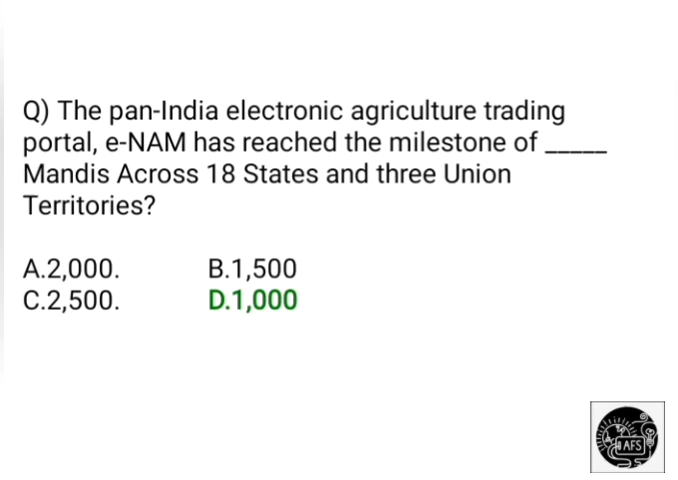 Q) The pan-India electronic agriculture trading
portal, e-NAM has reached the milestone of _____
Mandis Across 18 States and three Union
Territories?
A.2,000. B.1,500
C.2,500. D.1,000
AFS